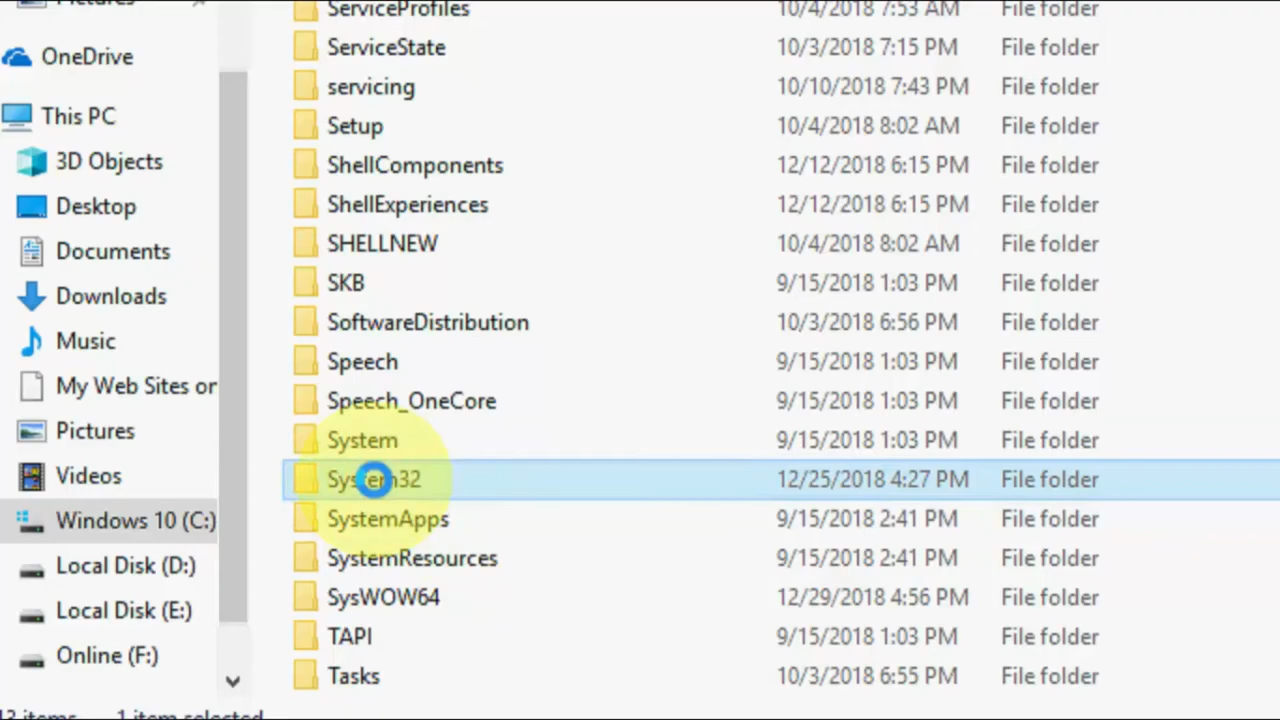 Pictures
OneDrive
This PC
3D Objects
Desktop
Documents
Downloads
Music
My Web Sites or
Pictures
Videos
Windows 10 (C:)
Local Disk (D:)
Local Disk (E:)
Online (F:)
ServiceProfiles 10/4/2018 7:53 AM File folder
ServiceState 10/3/2018 7:15 PM File folder
servicing 10/10/2018 7:43 PM File folder
Setup 10/4/2018 8:02 AM File folder
ShellComponents 12/12/2018 6:15 PM File folder
ShellExperiences 12/12/2018 6:15 PM File folder
SHELLNEW 10/4/2018 8:02 AM File folder
SKB 9/15/2018 1:03 PM File folder
SoftwareDistribution 10/3/2018 6:56 PM File folder
Speech 9/15/2018 1:03 PM File folder
Speech_OneCore 9/15/2018 1:03 PM File folder
System 9/15/2018 1:03 PM File folder
System32 12/25/2018 4:27 PM File folder
SystemApps 9/15/2018 2:41 PM File folder
SystemResources 9/15/2018 2:41 PM File folder
SysWOW64 12/29/2018 4:56 PM File folder
TAPI 9/15/2018 1:03 PM File folder
Tasks 10/3/2018 6:55 PM File folder
items 1 item selected